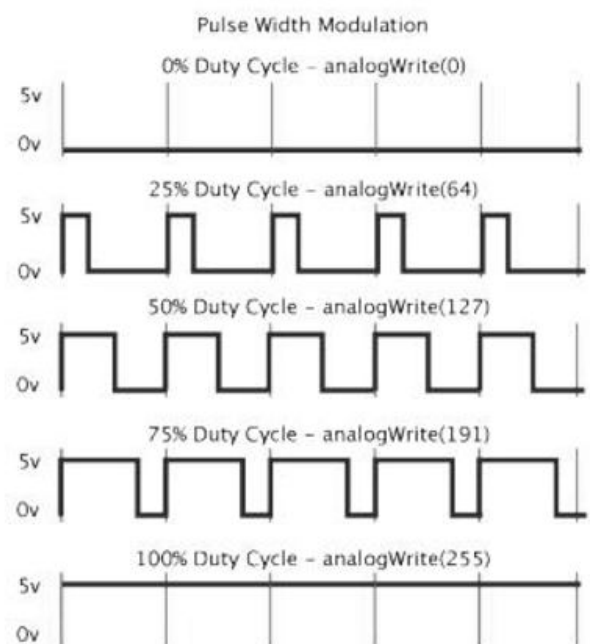 Pulse Width Modulation
0% Duty Cycle – analogWrite(0)
5v
0v
25% Duty Cycle – analogWrite(64)
5v
0v
50% Duty Cycle – analogWrite(127)
5v
0v
75% Duty Cycle – analogWrite(191)
5v
0v
100% Duty Cycle – analogWrite(255)
5v
0v